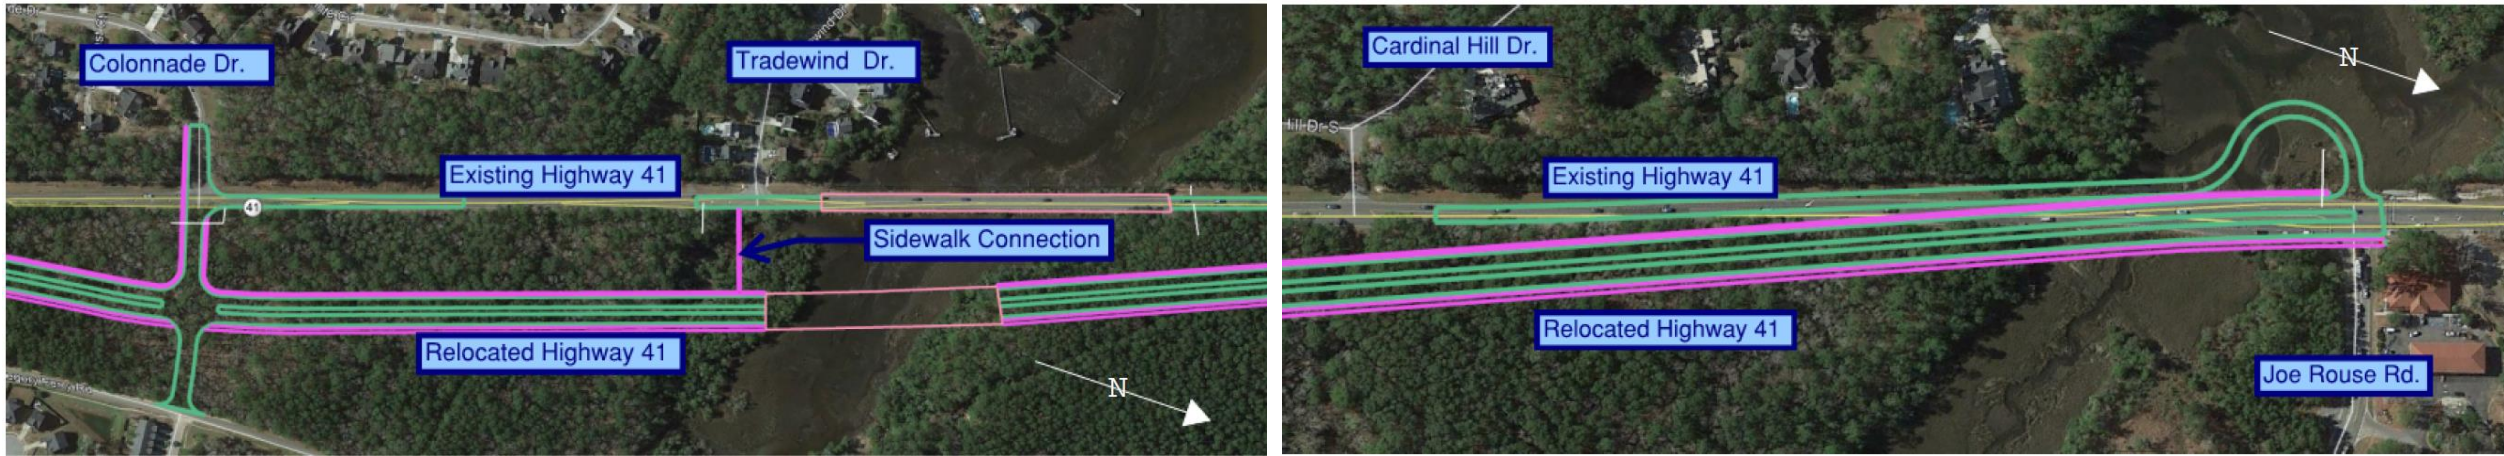 Colonnade Dr.
Tradewind Dr.
Existing Highway 41
41
Sidewalk Connection
Relocated Highway 41
N
Cardinal Hill Dr.
N
Existing Highway 41
Relocated Highway 41
Joe Rouse Rd.